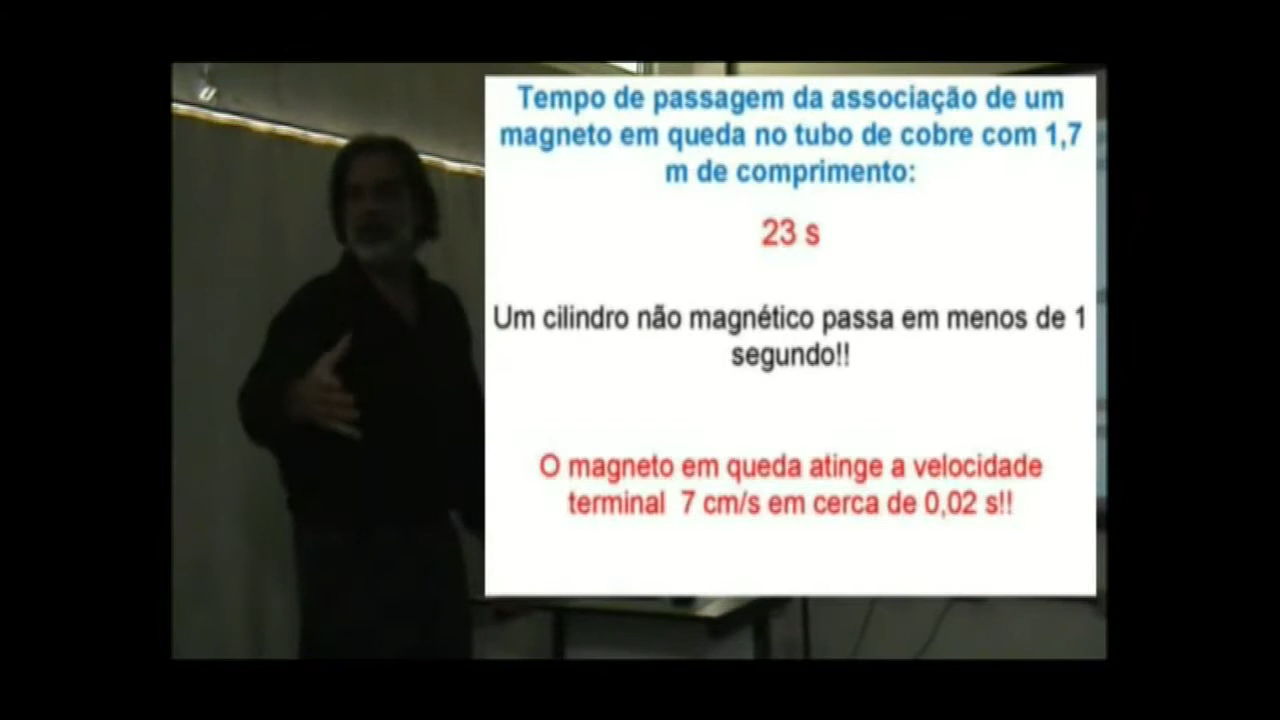 Tempo de passagem da associação de um
magneto em queda no tubo de cobre com 1,7
m de comprimento:
23 s
Um cilindro não magnético passa em menos de 1
segundo!!
O magneto em queda atinge a velocidade
terminal 7 cm/s em cerca de 0,02 s!!